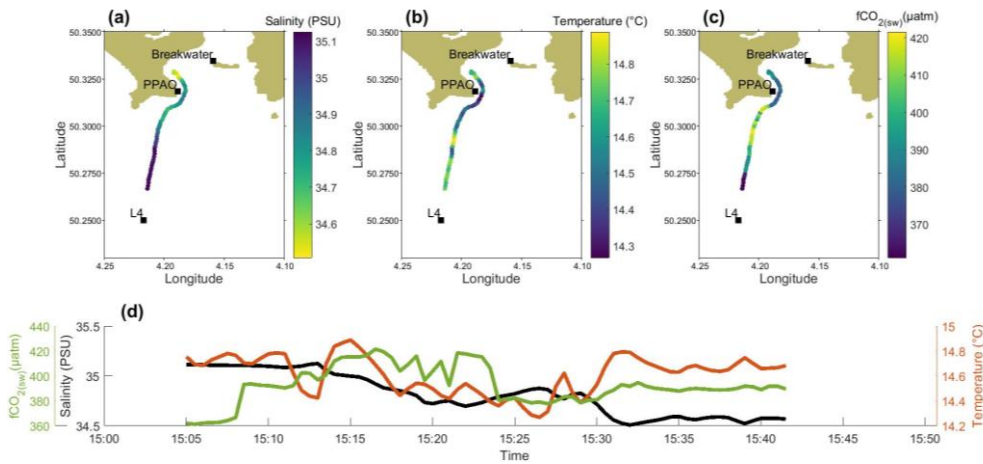 (a) Salinity (PSU)
50.3500
50.3250
50.3000
50.2750
50.2500
Latitude
Breakwater
PPAO
L4
4.25 4.20 4.15 4.10
Longitude
35.1
35
34.9
34.8
34.7
34.6
(b) Temperature (°C)
50.3500
50.3250
50.3000
50.2750
50.2500
Latitude
Breakwater
PPAO
L4
4.25 4.20 4.15 4.10
Longitude
14.8
14.7
14.6
14.5
14.4
14.3
(c) fCO2(sw)(µatm)
50.3500
50.3250
50.3000
50.2750
50.2500
Latitude
Breakwater
PPAO
L4
4.25 4.20 4.15 4.10
Longitude
420
410
400
390
380
370
(d)
fCO2(sw)(µatm)
440
420
400
380
360
Salinity (PSU)
35.5
35
34.5
15
14.8
14.6
14.4
14.2
Temperature (°C)
15:00 15:05 15:10 15:15 15:20 15:25 15:30 15:35 15:40 15:45 15:50
Time